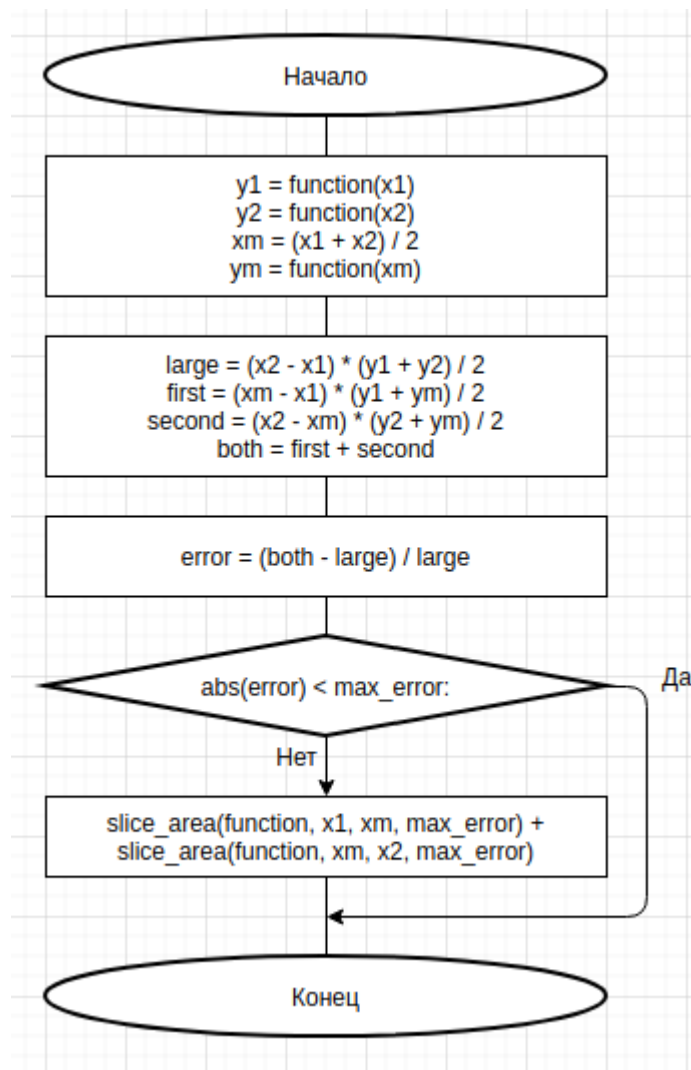 Начало
y1 = function(x1)
y2 = function(x2)
xm = (x1 + x2) / 2
ym = function(xm)
large = (x2 - x1) * (y1 + y2) / 2
first = (xm - x1) * (y1 + ym) / 2
second = (x2 - xm) * (y2 + ym) / 2
both = first + second
error = (both - large) / large
abs(error) < max_error:
Да
Нет
slice_area(function, x1, xm, max_error) +
slice_area(function, xm, x2, max_error)
Конец